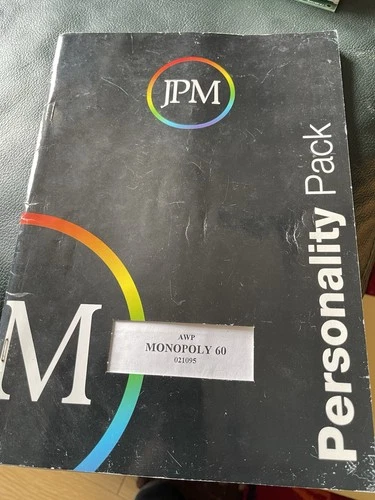 JPM
Personality Pack
M
AWP
MONOPOLY 60
021095